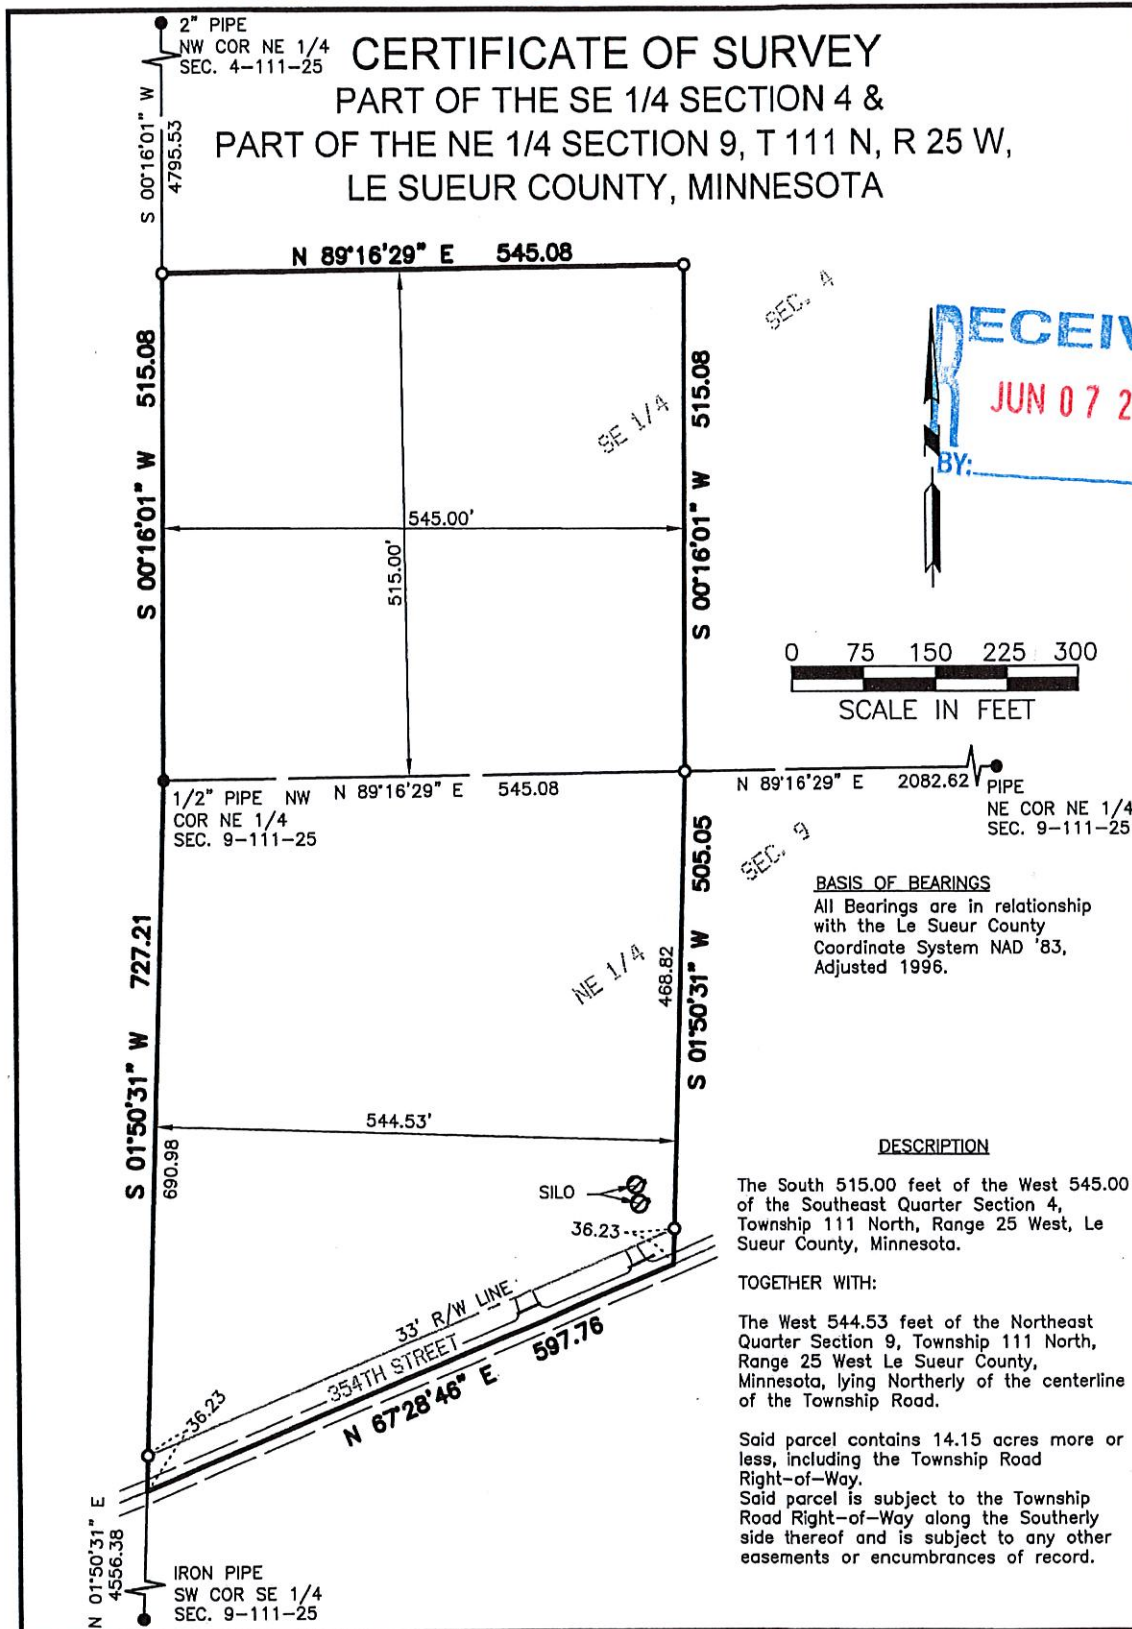 2" PIPE
NW COR NE 1/4
SEC. 4-111-25
CERTIFICATE OF SURVEY
PART OF THE SE 1/4 SECTION 4 &
PART OF THE NE 1/4 SECTION 9, T 111 N, R 25 W,
LE SUEUR COUNTY, MINNESOTA
S 00°16'01" W
4795.53
N 89°16'29" E 545.08
SEC. 4
RECEIV
JUN 07 2
BY:
S 00°16'01" W 515.08
SE 1/4
S 00°16'01" W 515.08
545.00'
515.00'
0 75 150 225 300
SCALE IN FEET
1/2" PIPE NW
COR NE 1/4
SEC. 9-111-25
N 89°16'29" E 545.08
N 89°16'29" E 2082.62
PIPE
NE COR NE 1/4
SEC. 9-111-25
SEC. 9
BASIS OF BEARINGS
All Bearings are in relationship
with the Le Sueur County
Coordinate System NAD '83,
Adjusted 1996.
S 01°50'31" W 727.21
690.98
NE 1/4
468.82
S 01°50'31" W 505.05
544.53'
SILO
36.23
33' R/W LINE
354TH STREET
N 67°28'46" E 597.76
36.23
DESCRIPTION
The South 515.00 feet of the West 545.00
of the Southeast Quarter Section 4,
Township 111 North, Range 25 West, Le
Sueur County, Minnesota.
TOGETHER WITH:
The West 544.53 feet of the Northeast
Quarter Section 9, Township 111 North,
Range 25 West Le Sueur County,
Minnesota, lying Northerly of the centerline
of the Township Road.
Said parcel contains 14.15 acres more or
less, including the Township Road
Right-of-Way.
Said parcel is subject to the Township
Road Right-of-Way along the Southerly
side thereof and is subject to any other
easements or encumbrances of record.
N 01°50'31" E
4556.38
IRON PIPE
SW COR SE 1/4
SEC. 9-111-25